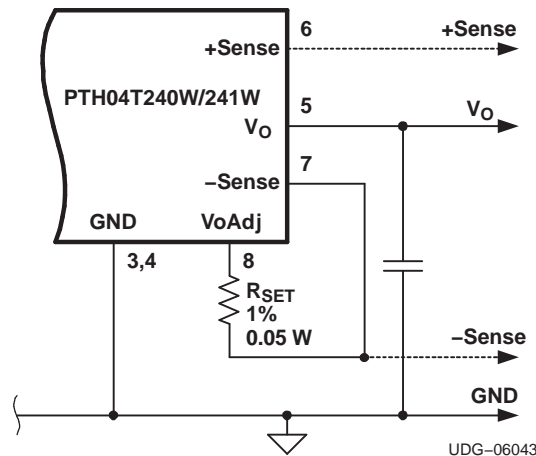 6
+Sense
+Sense
PTH04T240W/241W
5
VO
VO
7
−Sense
GND
VoAdj
3,4
8
RSET
1%
0.05 W
−Sense
GND
UDG−06043